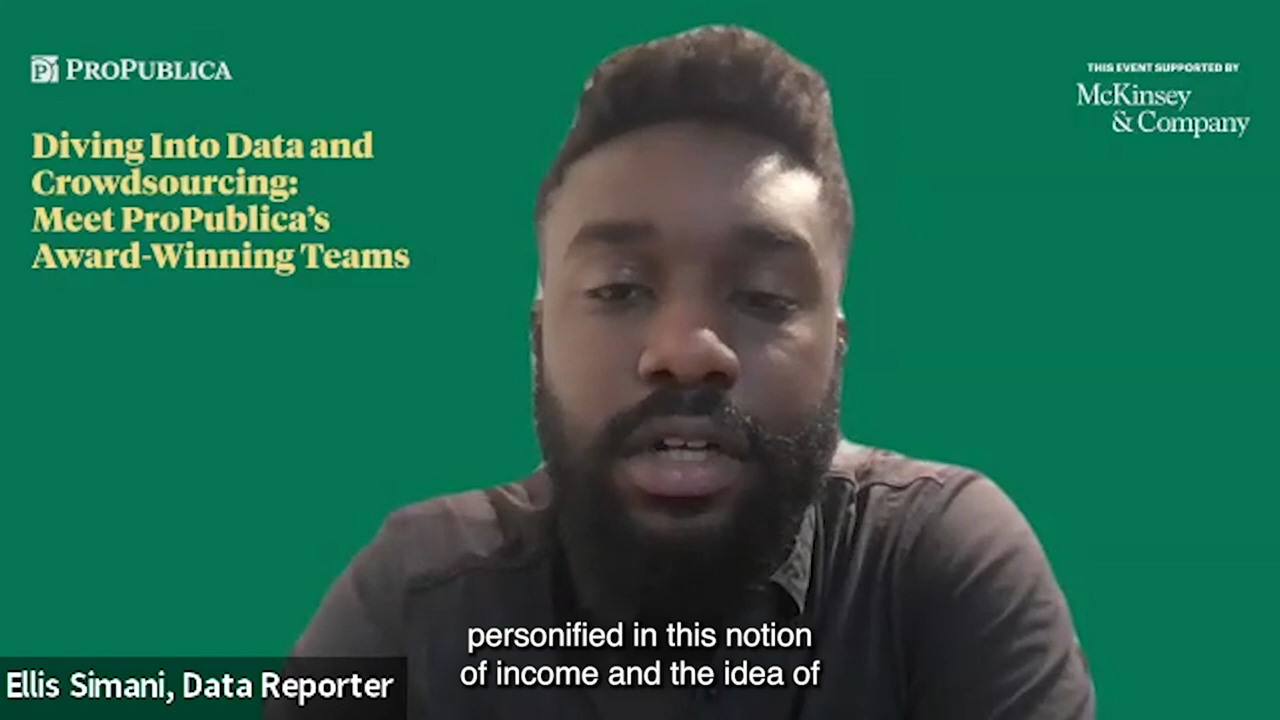 PROPUBLICA
Diving Into Data and
Crowdsourcing:
Meet ProPublica's
Award-Winning Teams
THIS EVENT SUPPORTED BY
McKinsey
& Company
personified in this notion
of income and the idea of
Ellis Simani, Data Reporter